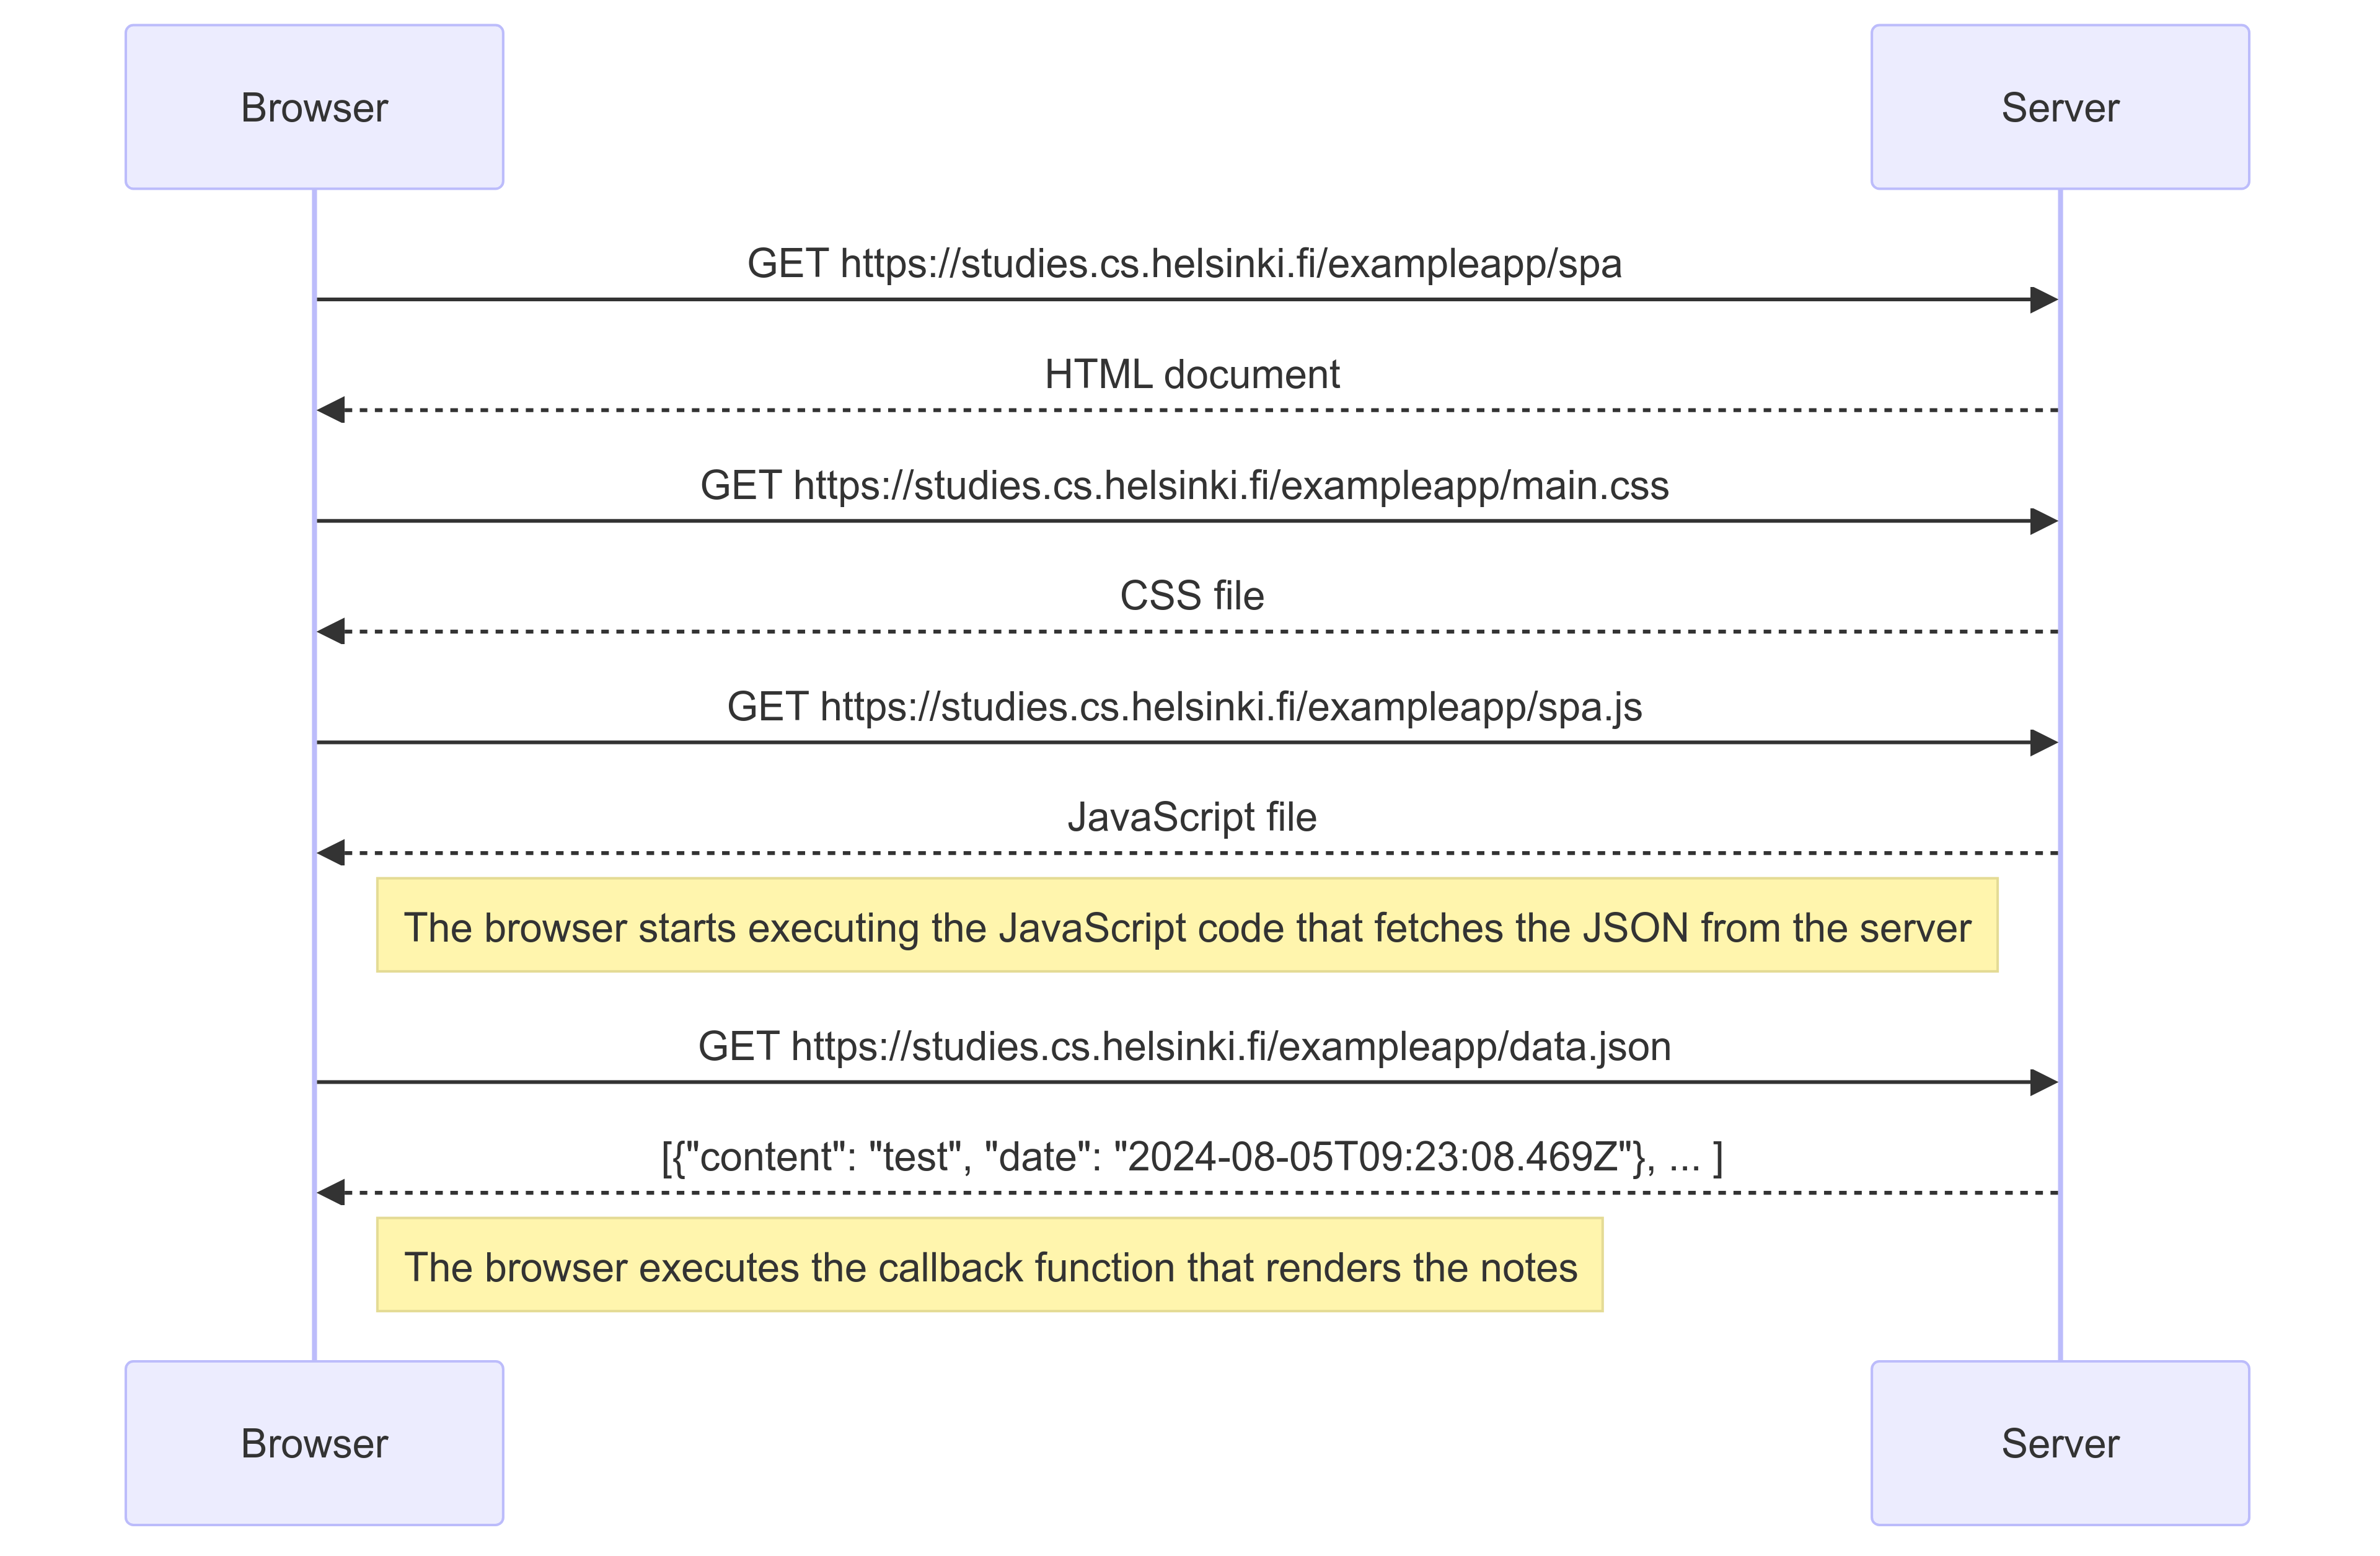 Browser
Server
GET https://studies.cs.helsinki.fi/exampleapp/spa
HTML document
GET https://studies.cs.helsinki.fi/exampleapp/main.css
CSS file
GET https://studies.cs.helsinki.fi/exampleapp/spa.js
JavaScript file
The browser starts executing the JavaScript code that fetches the JSON from the server
GET https://studies.cs.helsinki.fi/exampleapp/data.json
[{"content": "test", "date": "2024-08-05T09:23:08.469Z"}, ... ]
The browser executes the callback function that renders the notes
Browser
Server